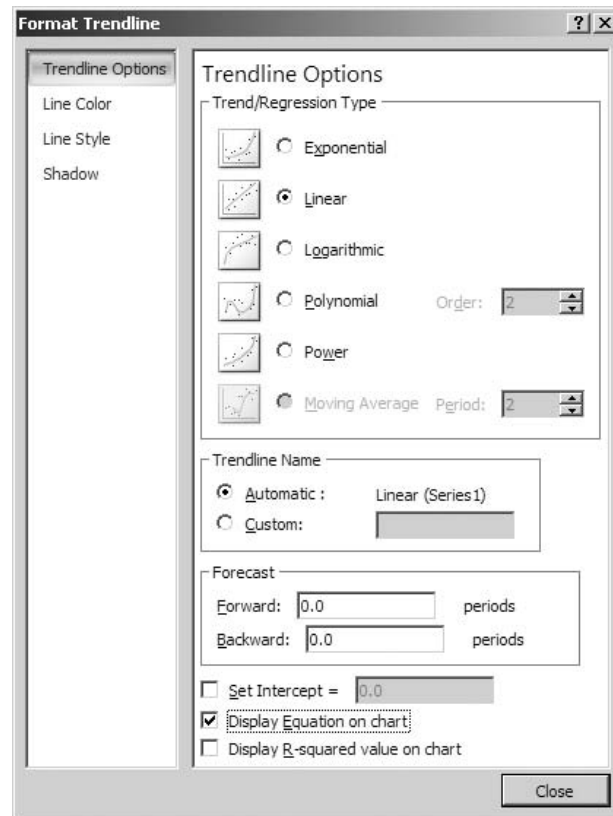 Format Trendline
? X
Trendline Options
Line Color
Line Style
Shadow
Trendline Options
Trend/Regression Type
Exponential
Linear
Logarithmic
Polynomial Order: 2
Power
Moving Average Period: 2
Trendline Name
Automatic : Linear (Series1)
Custom:
Forecast
Forward: 0.0 periods
Backward: 0.0 periods
Set Intercept = 0.0
Display Equation on chart
Display R-squared value on chart
Close